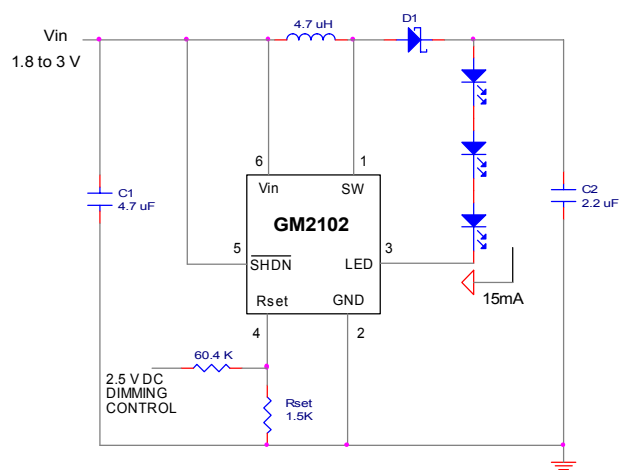 Vin
1.8 to 3 V
4.7 uH
D1
6
1
Vin
SW
C1
4.7 uF
GM2102
C2
2.2 uF
5
SHDN
LED
3
Rset
GND
15mA
4
2
60.4 K
2.5 V DC
DIMMING
CONTROL
Rset
1.5K